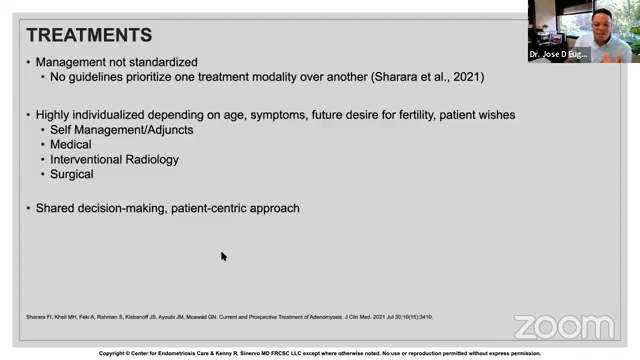 TREATMENTS
• Management not standardized
• No guidelines prioritize one treatment modality over another (Sharara et al., 2021)
• Highly individualized depending on age, symptoms, future desire for fertility, patient wishes
• Self Management/Adjuncts
• Medical
• Interventional Radiology
• Surgical
• Shared decision-making, patient-centric approach
Sharara FI, Kheil MH, Feki A, Rahman S, Klebanoff JS, Ayoubi JM, Moawad GN. Current and Prospective Treatment of Adenomyosis. J Clin Med. 2021 Jul 30;10(15):3410.
Dr. Jose D Eug...
zoom
Copyright © Center for Endometriosis Care & Kenny R. Sinervo MD FRCSC LLC except where otherwise noted. No use or reproduction permitted without express permission.